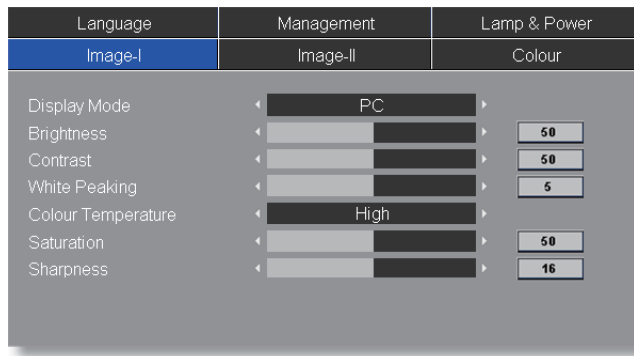 Language Management Lamp & Power
Image-I Image-II Colour
Display Mode PC
Brightness 50
Contrast 50
White Peaking 5
Colour Temperature High
Saturation 50
Sharpness 16